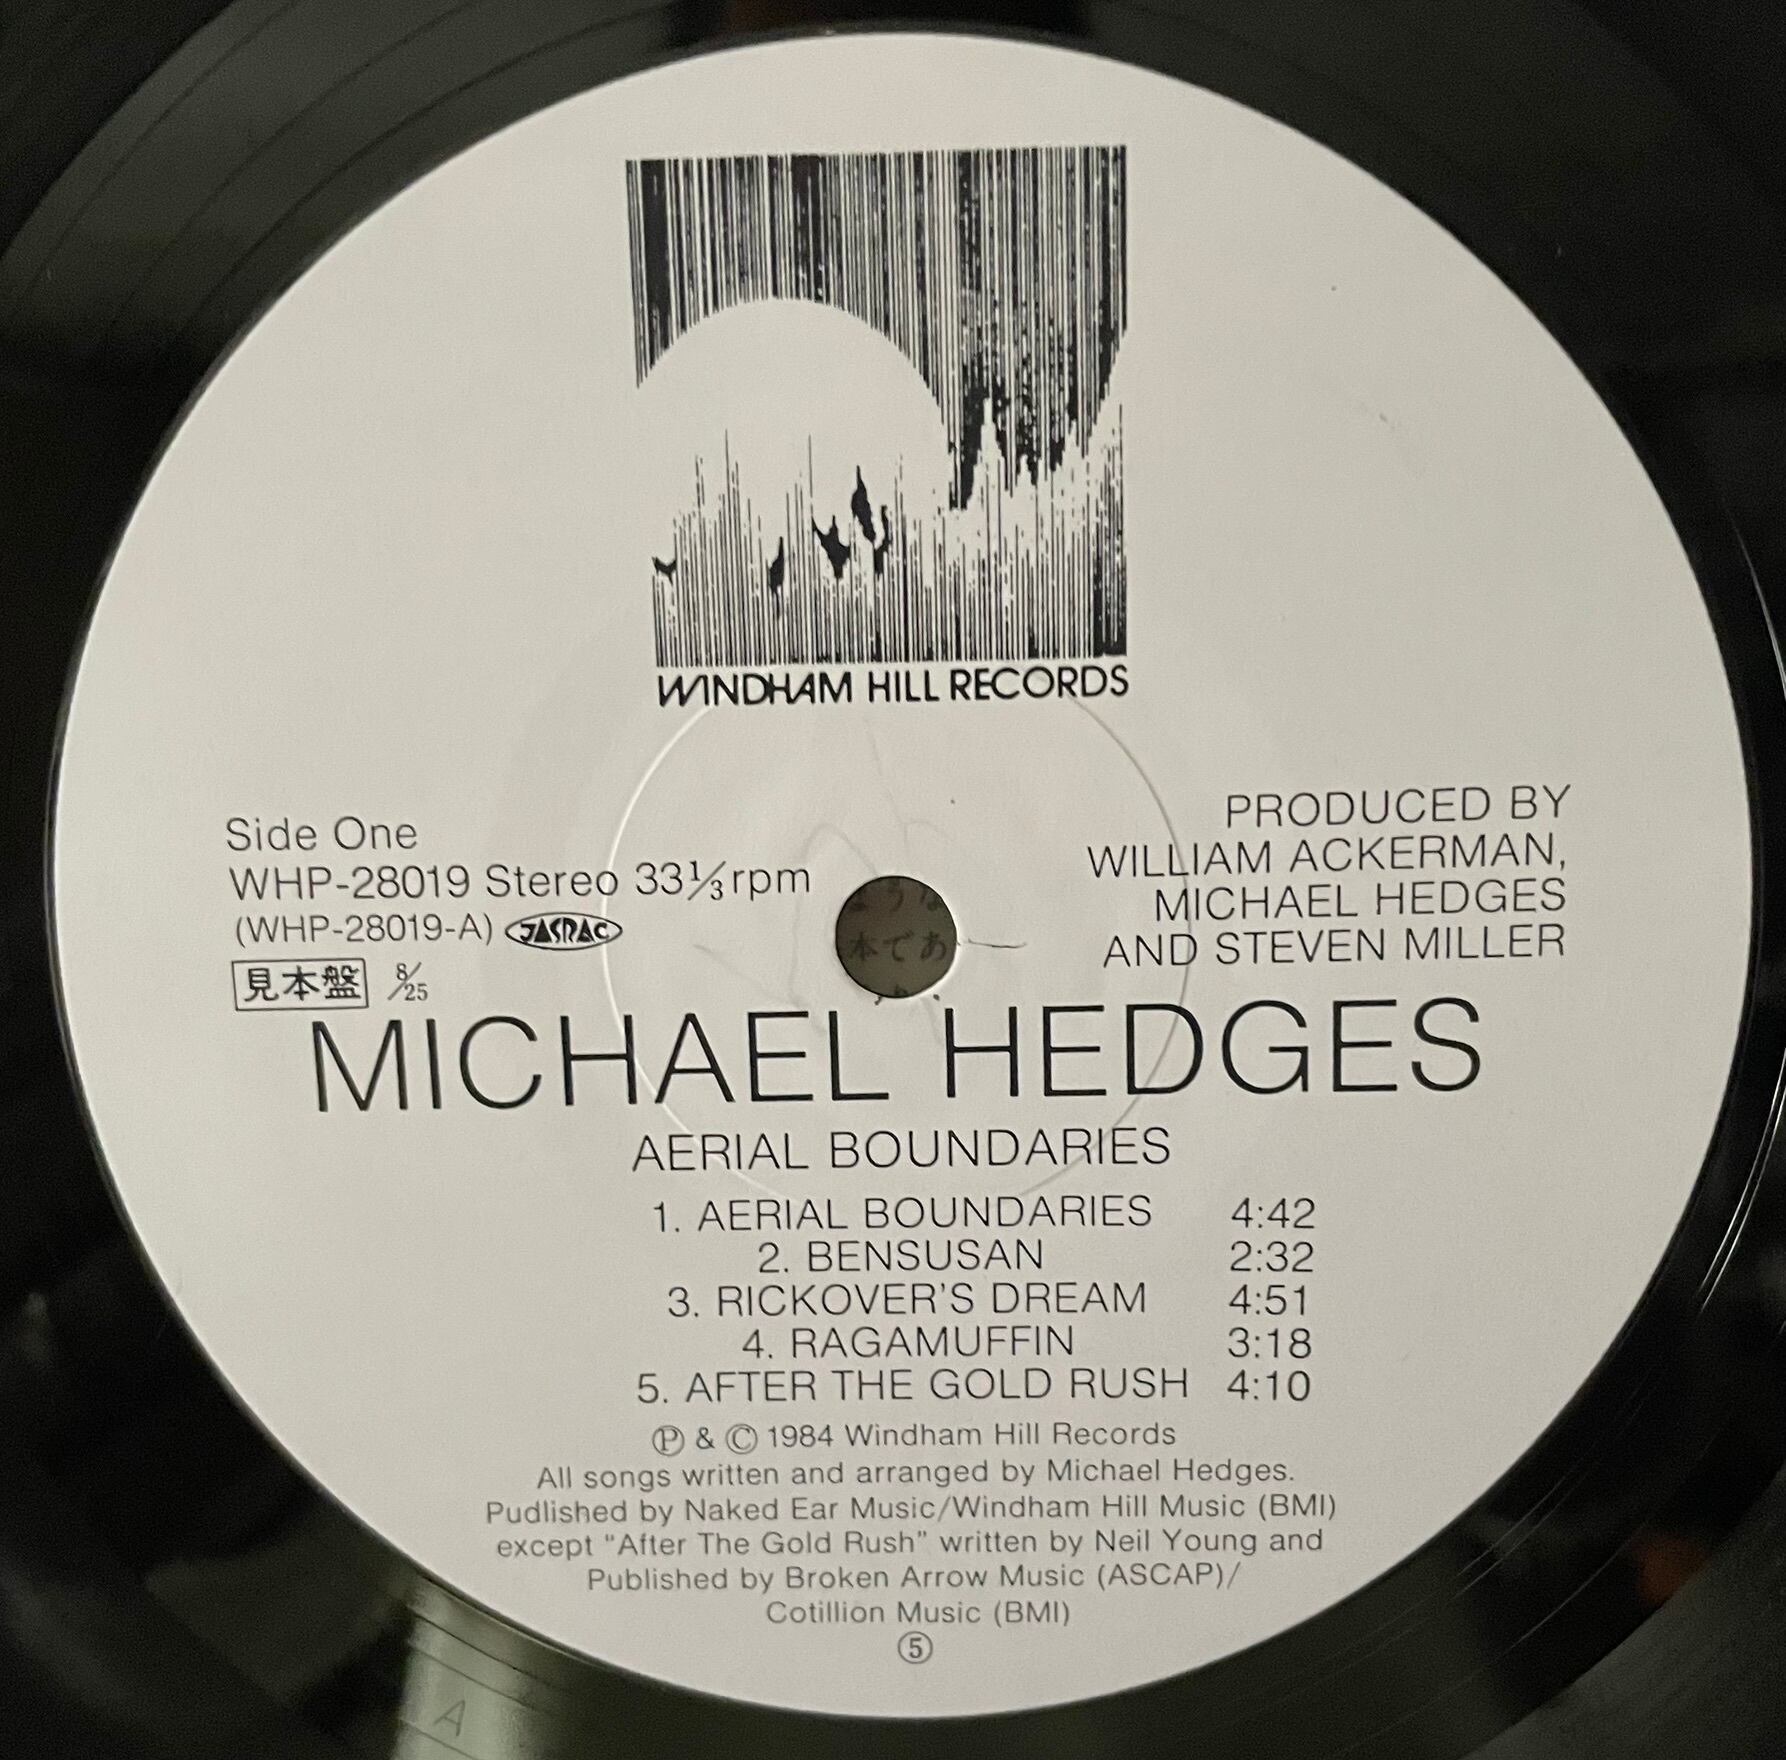 WINDHAM HILL RECORDS
Side One
WHP-28019 Stereo 33⅓rpm
(WHP-28019-A) JASRAC
見本盤 8/25
PRODUCED BY
WILLIAM ACKERMAN,
MICHAEL HEDGES
AND STEVEN MILLER
本であ
MICHAEL HEDGES
AERIAL BOUNDARIES
1. AERIAL BOUNDARIES 4:42
2. BENSUSAN 2:32
3. RICKOVER'S DREAM 4:51
4. RAGAMUFFIN 3:18
5. AFTER THE GOLD RUSH 4:10
Ⓟ & © 1984 Windham Hill Records
All songs written and arranged by Michael Hedges.
Pudlished by Naked Ear Music/Windham Hill Music (BMI)
except "After The Gold Rush" written by Neil Young and
Published by Broken Arrow Music (ASCAP)/
Cotillion Music (BMI)
⑤
A